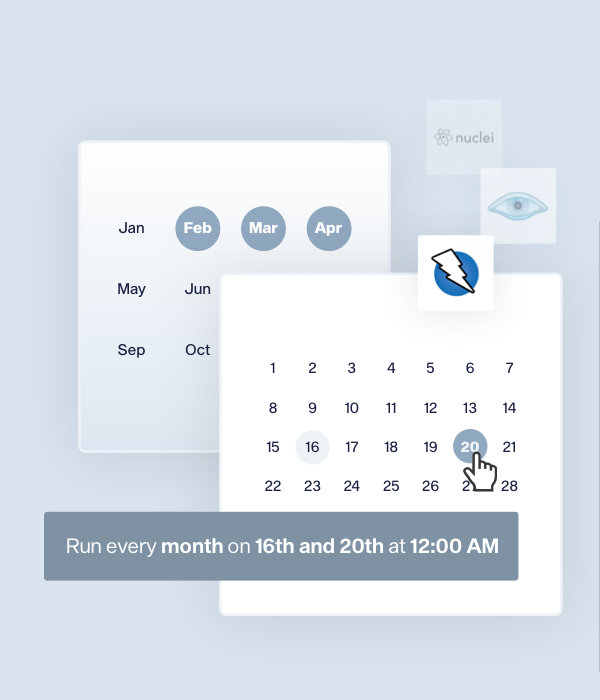 nuclei
Jan Feb Mar Apr
May Jun
Sep Oct
1 2 3 4 5 6 7
8 9 10 11 12 13 14
15 16 17 18 19 20 21
22 23 24 25 26 28
Run every month on 16th and 20th at 12:00 AM